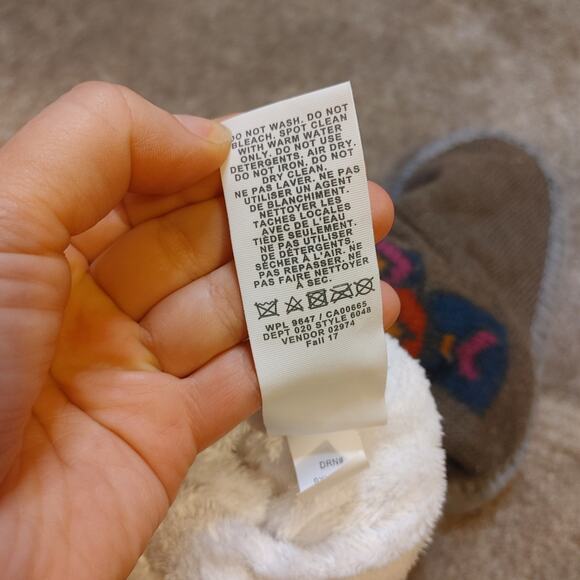 DO NOT WASH, DO NOT
BLEACH, SPOT CLEAN
WITH WARM WATER
ONLY. DO NOT USE
DETERGENTS, AIR DRY.
DO NOT IRON, DO NOT
DRY CLEAN.
NE PAS LAVER, NE PAS
UTILISER UN AGENT
DE BLANCHIMENT.
NETTOYER LES
TACHES LOCALES
AVEC DE L'EAU
TIÈDE SEULEMENT.
NE PAS UTILISER
DE DÉTERGENTS.
SÉCHER À L'AIR. NE
PAS REPASSER, NE
PAS FAIRE NETTOYER
À SEC.
WPL 9647 / CA00665
DEPT 020 STYLE 6048
VENDOR 02974
Fall 17
DRN#